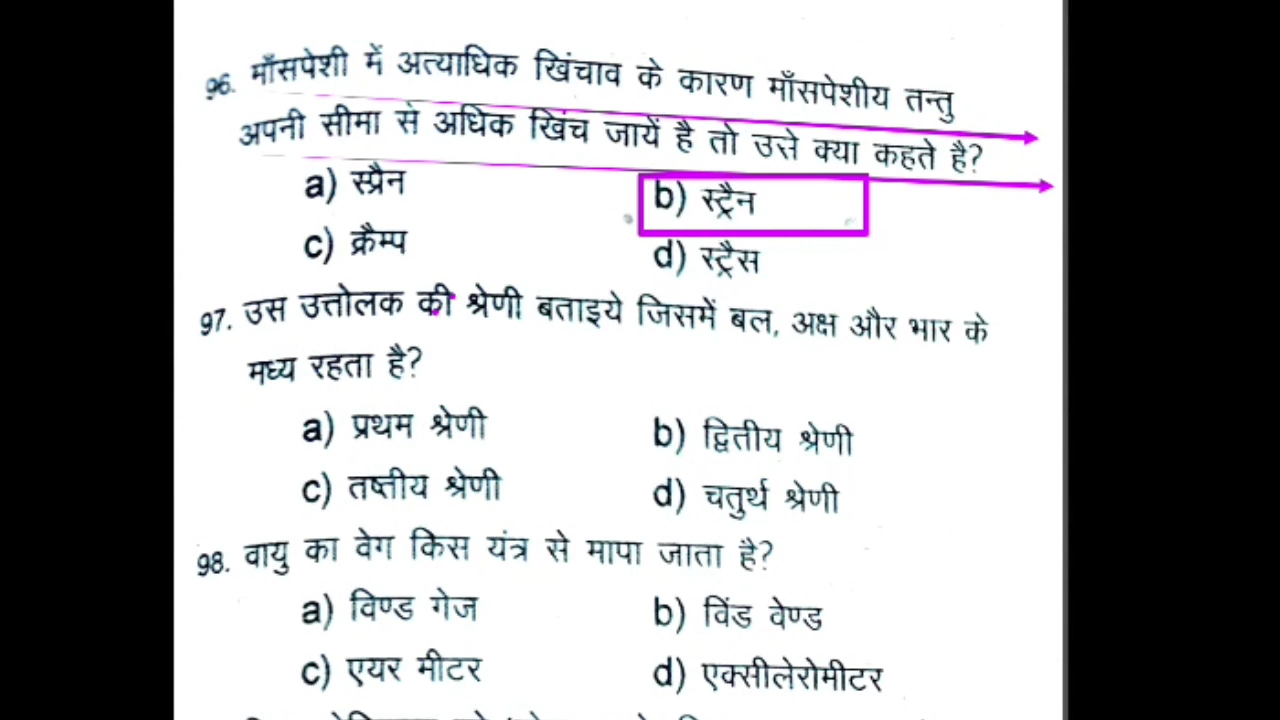 96. माँसपेशी में अत्याधिक खिंचाव के कारण माँसपेशीय तन्तु
अपनी सीमा से अधिक खिंच जायें है तो उसे क्या कहते है?
a) स्प्रैन b) स्ट्रैन
c) क्रैम्प d) स्ट्रैस
97. उस उत्तोलक की श्रेणी बताइये जिसमें बल, अक्ष और भार के
मध्य रहता है?
a) प्रथम श्रेणी b) द्वितीय श्रेणी
c) तष्तीय श्रेणी d) चतुर्थ श्रेणी
98. वायु का वेग किस यंत्र से मापा जाता है?
a) विण्ड गेज b) विंड वेण्ड
c) एयर मीटर d) एक्सीलेरोमीटर